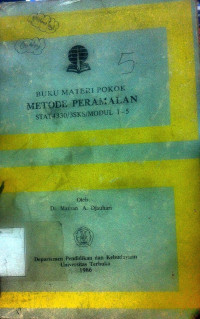 5
BUKU MATERI POKOK
METODE PERAMALAN
STAT4330/3SKS/MODUL 1-5
Oleh:
Dr. Maman A. Djauhari
Departemen Pendidikan dan Kebudayaan
Universitas Terbuka
1986